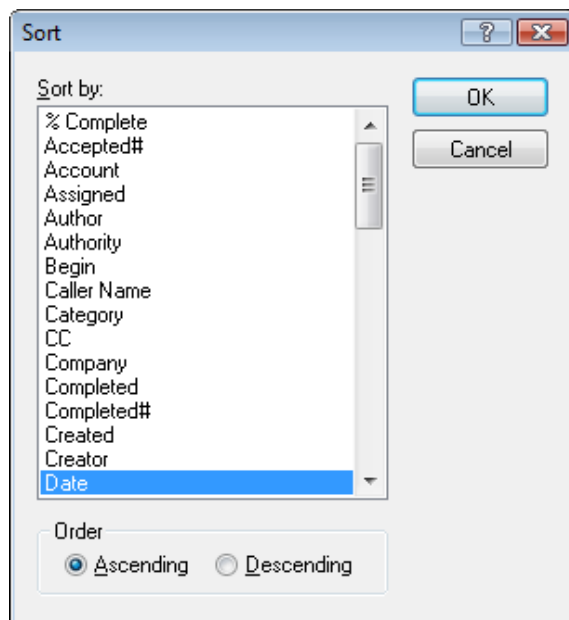 Sort
Sort by:
OK
Cancel
% Complete
Accepted#
Account
Assigned
Author
Authority
Begin
Caller Name
Category
CC
Company
Completed
Completed#
Created
Creator
Date
Order
Ascending Descending